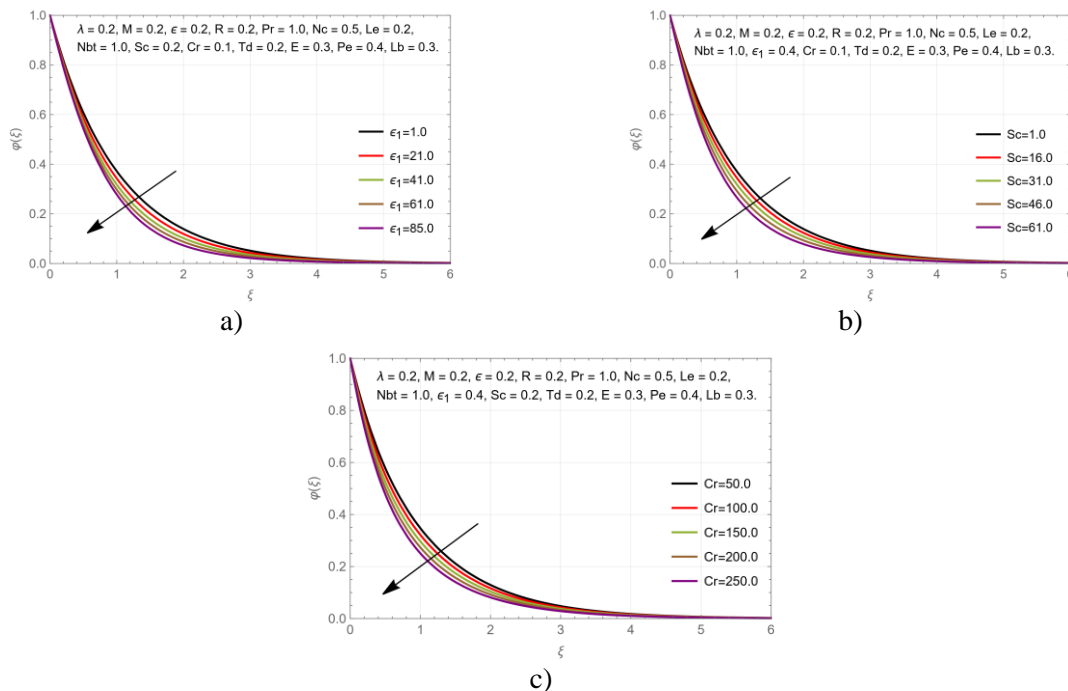 λ = 0.2, M = 0.2, ϵ = 0.2, R = 0.2, Pr = 1.0, Nc = 0.5, Le = 0.2,
Nbt = 1.0, Sc = 0.2, Cr = 0.1, Td = 0.2, E = 0.3, Pe = 0.4, Lb = 0.3.
1.0
0.8
0.6
0.4
0.2
0.0
φ(ξ)
ϵ₁=1.0
ϵ₁=21.0
ϵ₁=41.0
ϵ₁=61.0
ϵ₁=85.0
0 1 2 3 4 5 6
ξ
a)
λ = 0.2, M = 0.2, ϵ = 0.2, R = 0.2, Pr = 1.0, Nc = 0.5, Le = 0.2,
Nbt = 1.0, ϵ₁ = 0.4, Cr = 0.1, Td = 0.2, E = 0.3, Pe = 0.4, Lb = 0.3.
1.0
0.8
0.6
0.4
0.2
0.0
φ(ξ)
Sc=1.0
Sc=16.0
Sc=31.0
Sc=46.0
Sc=61.0
0 1 2 3 4 5 6
ξ
b)
λ = 0.2, M = 0.2, ϵ = 0.2, R = 0.2, Pr = 1.0, Nc = 0.5, Le = 0.2,
Nbt = 1.0, ϵ₁ = 0.4, Sc = 0.2, Td = 0.2, E = 0.3, Pe = 0.4, Lb = 0.3.
1.0
0.8
0.6
0.4
0.2
0.0
φ(ξ)
Cr=50.0
Cr=100.0
Cr=150.0
Cr=200.0
Cr=250.0
0 1 2 3 4 5 6
ξ
c)